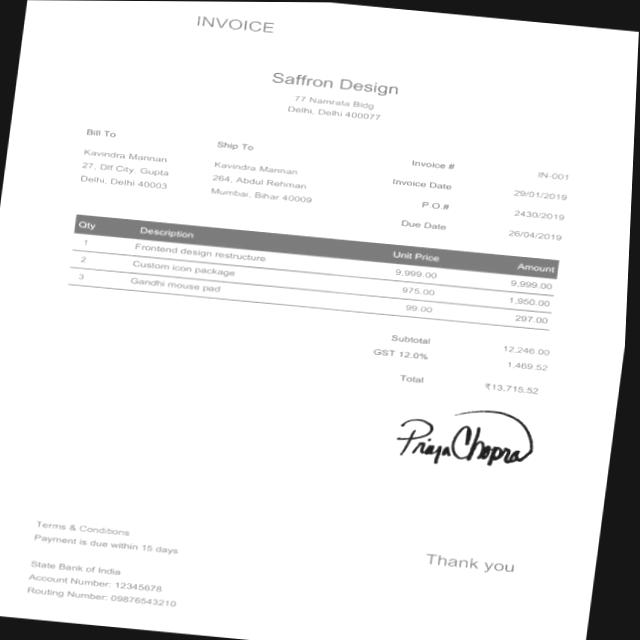 INVOICE
Saffron Design
77 Namrata Bldg
Delhi, Delhi 400077
Bill To
Kavindra Mannan
27, Dlf City, Gupta
Delhi, Delhi 40003
Ship To
Kavindra Mannan
264, Abdul Rehman
Mumbai, Bihar 40009
Invoice # IN-001
Invoice Date 29/01/2019
P.O.# 2430/2019
Due Date 26/04/2019
Qty Description Unit Price Amount
1 Frontend design restructure 9,999.00 9,999.00
2 Custom icon package 975.00 1,950.00
3 Gandhi mouse pad 99.00 297.00
Subtotal 12,246.00
GST 12.0% 1,469.52
Total ₹13,715.52
Priya Chopra
Terms & Conditions
Payment is due within 15 days
State Bank of India
Account Number: 12345678
Routing Number: 09876543210
Thank you